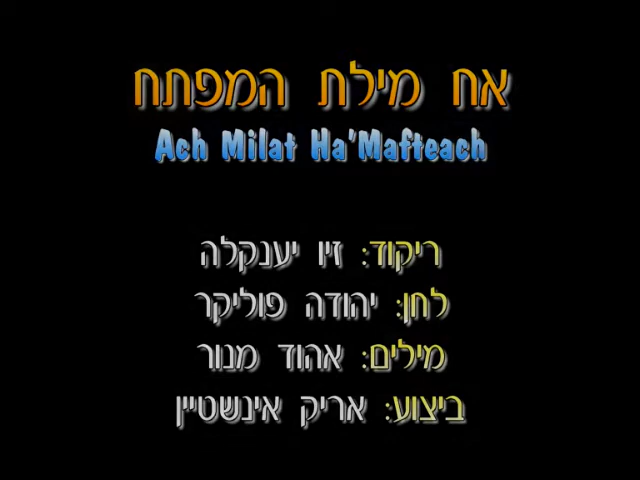 אח מילת המפתח
Ach Milat Ha'Mafteach
ריקוד: זיו יענקלה
לחן: יהודה פוליקר
מילים: אהוד מנור
ביצוע: אריק אינשטיין